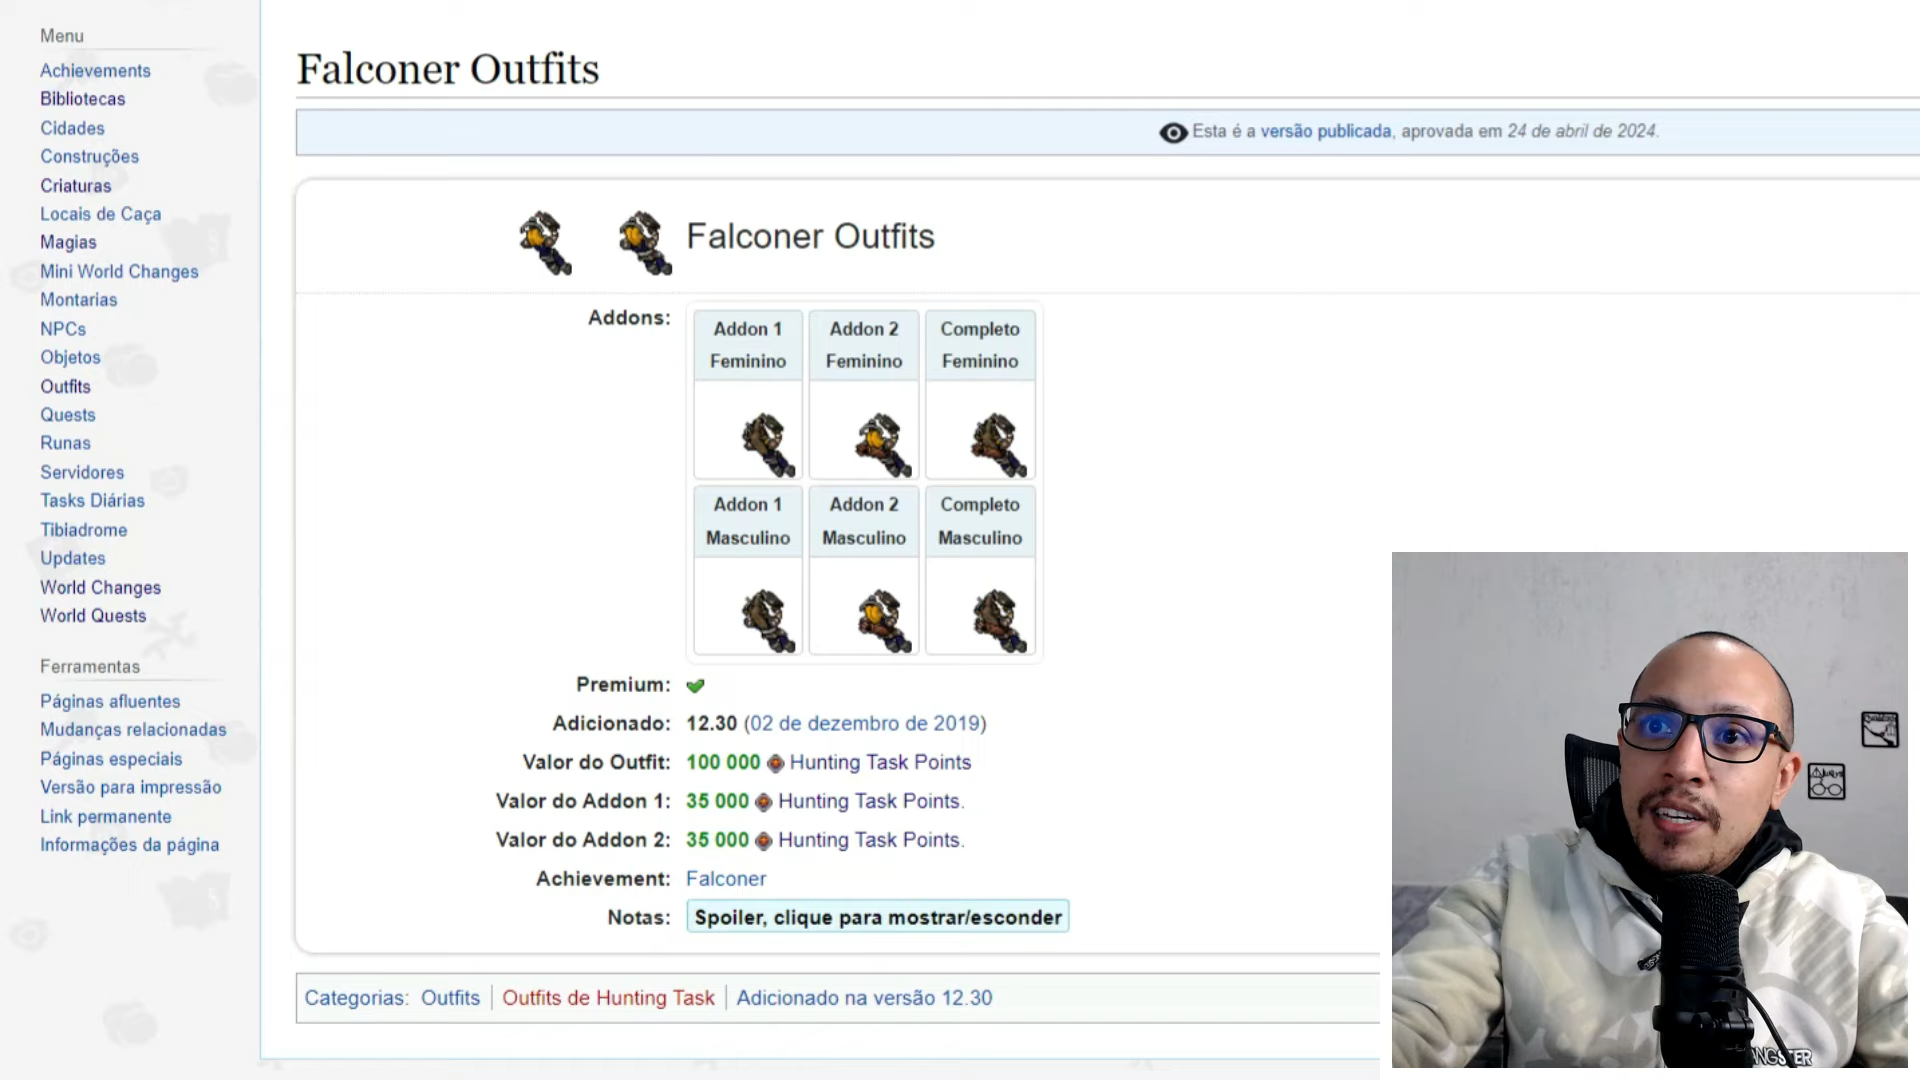 Menu
Achievements
Bibliotecas
Cidades
Construções
Criaturas
Locais de Caça
Magias
Mini World Changes
Montarias
NPCs
Objetos
Outfits
Quests
Runas
Servidores
Tasks Diárias
Tibiadrome
Updates
World Changes
World Quests
Ferramentas
Páginas afluentes
Mudanças relacionadas
Páginas especiais
Versão para impressão
Link permanente
Informações da página
Falconer Outfits
Esta é a versão publicada, aprovada em 24 de abril de 2024.
Falconer Outfits
Addons:
Addon 1 Addon 2 Completo
Feminino Feminino Feminino
Addon 1 Addon 2 Completo
Masculino Masculino Masculino
Premium:
Adicionado: 12.30 (02 de dezembro de 2019)
Valor do Outfit: 100 000 Hunting Task Points
Valor do Addon 1: 35 000 Hunting Task Points.
Valor do Addon 2: 35 000 Hunting Task Points.
Achievement: Falconer
Notas: Spoiler, clique para mostrar/esconder
Categorias: Outfits | Outfits de Hunting Task | Adicionado na versão 12.30